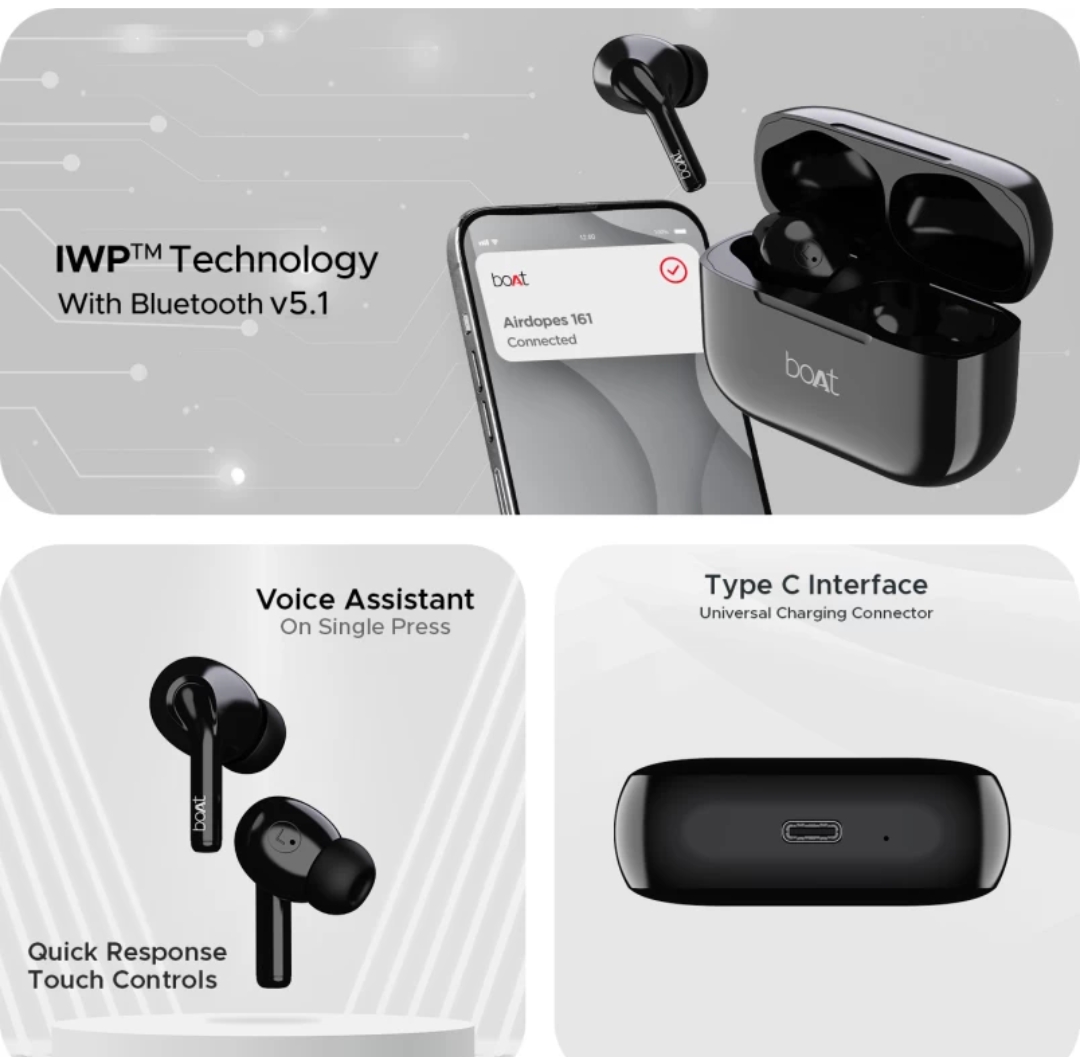 IWP™ Technology
With Bluetooth v5.1
boAt
boAt
Airdopes 161
Connected
boAt
Voice Assistant
On Single Press
boAt
L
Quick Response
Touch Controls
Type C Interface
Universal Charging Connector